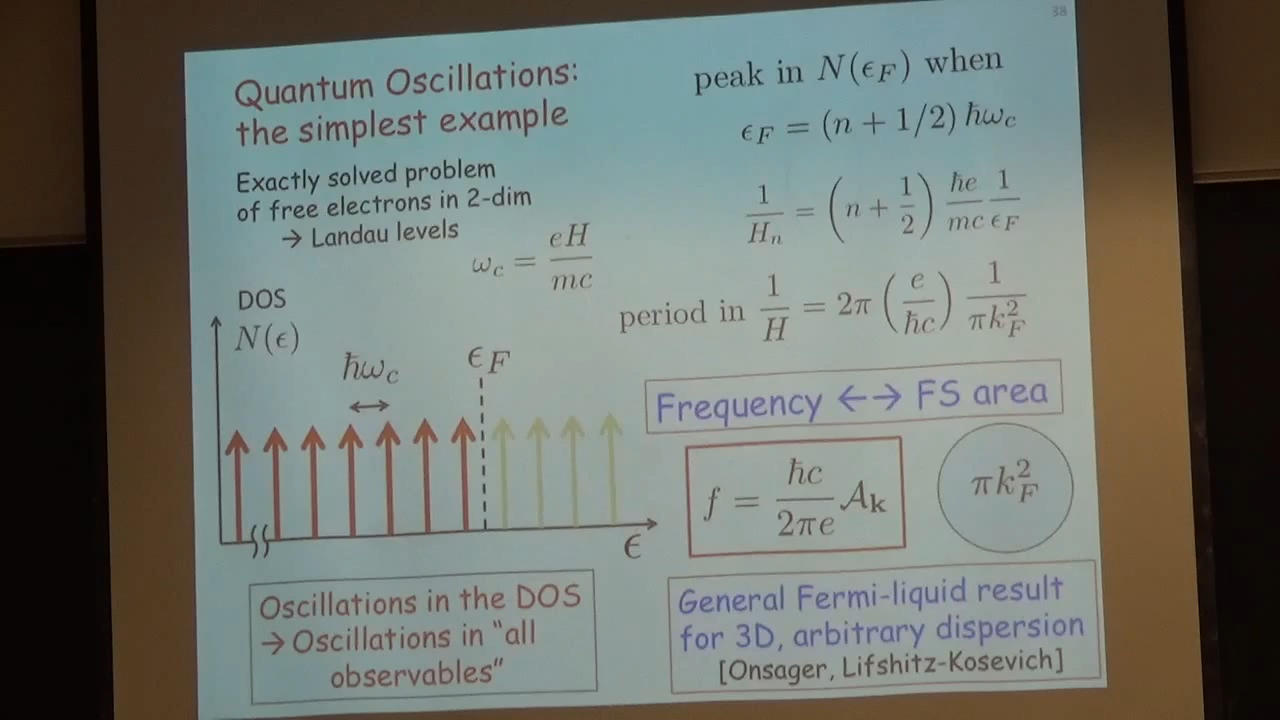 38
Quantum Oscillations:
the simplest example
Exactly solved problem
of free electrons in 2-dim
→ Landau levels
ω_c = eH/mc
DOS
N(ϵ)
ħω_c
ϵ_F
ϵ
Oscillations in the DOS
→ Oscillations in "all
observables"
peak in N(ϵ_F) when
ϵ_F = (n + 1/2) ħω_c
1/H_n = (n + 1/2) ħe/mc 1/ϵ_F
period in 1/H = 2π (e/ħc) 1/πk_F^2
Frequency ←→ FS area
f = ħc/2πe A_k
πk_F^2
General Fermi-liquid result
for 3D, arbitrary dispersion
[Onsager, Lifshitz-Kosevich]